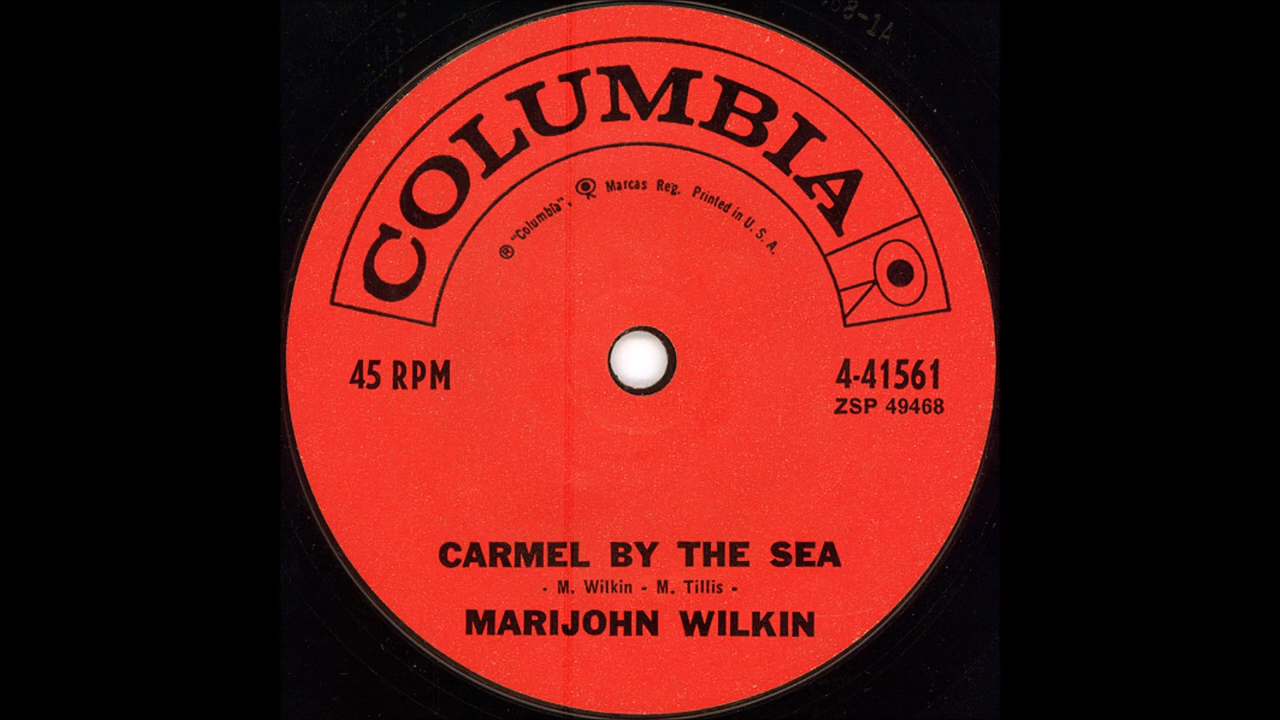 COLUMBIA
® "Columbia", Marcas Reg. Printed in U. S. A.
45 RPM
4-41561
ZSP 49468
CARMEL BY THE SEA
- M. Wilkin - M. Tillis -
MARIJOHN WILKIN